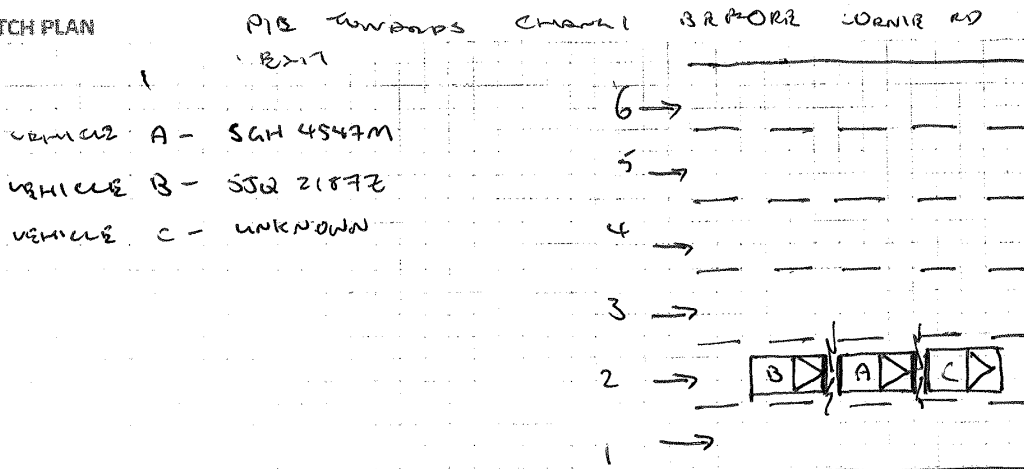 TCH PLAN
PIE TOWARDS CHANGI BEFORE LORNIE RD
EXIT
VEHICLE A - SGH 4547M
VEHICLE B - SJQ 2187Z
VEHICLE C - UNKNOWN
6
5
4
3
2
1
B A C